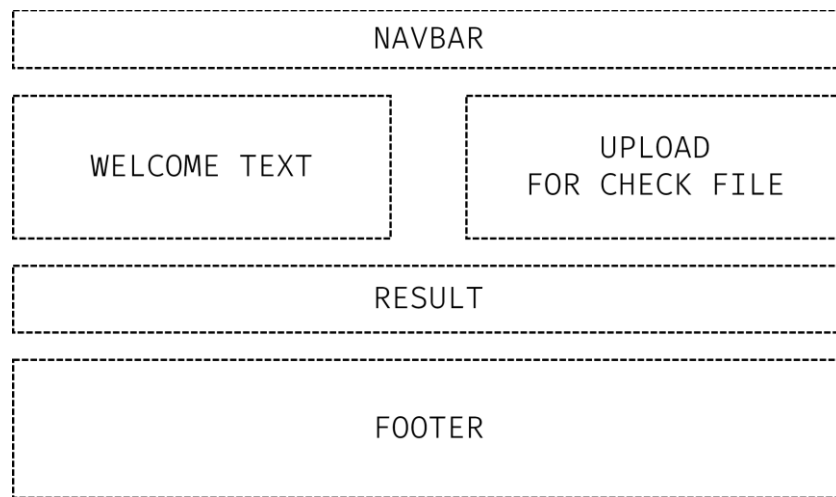 NAVBAR
WELCOME TEXT
UPLOAD
FOR CHECK FILE
RESULT
FOOTER